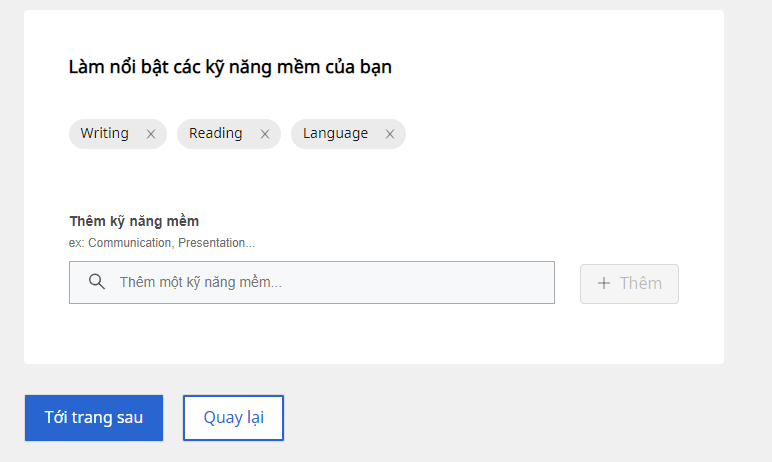 Làm nổi bật các kỹ năng mềm của bạn
Writing Reading Language
Thêm kỹ năng mềm
ex: Communication, Presentation...
Thêm một kỹ năng mềm... + Thêm
Tới trang sau Quay lại